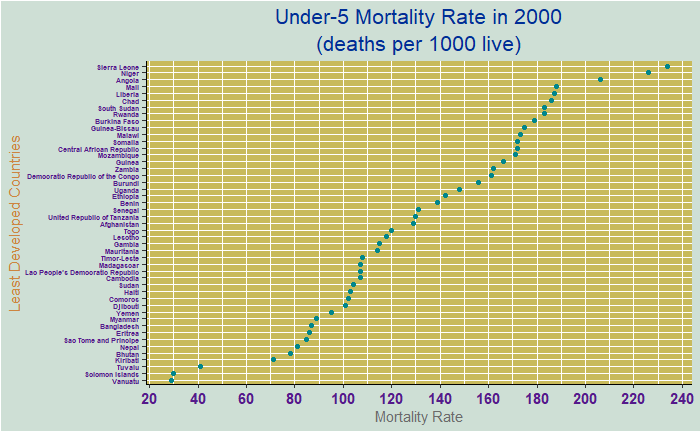 Under-5 Mortality Rate in 2000
(deaths per 1000 live)
Least Developed Countries
Sierra Leone
Niger
Angola
Mali
Liberia
Chad
South Sudan
Rwanda
Burkina Faso
Guinea-Bissau
Malawi
Somalia
Central African Republic
Mozambique
Guinea
Zambia
Democratic Republic of the Congo
Burundi
Uganda
Ethiopia
Benin
Senegal
United Republic of Tanzania
Afghanistan
Togo
Lesotho
Gambia
Mauritania
Timor-Leste
Madagascar
Lao People's Democratic Republic
Cambodia
Sudan
Haiti
Comoros
Djibouti
Yemen
Myanmar
Bangladesh
Eritrea
Sao Tome and Principe
Nepal
Bhutan
Kiribati
Tuvalu
Solomon Islands
Vanuatu
20 40 60 80 100 120 140 160 180 200 220 240
Mortality Rate